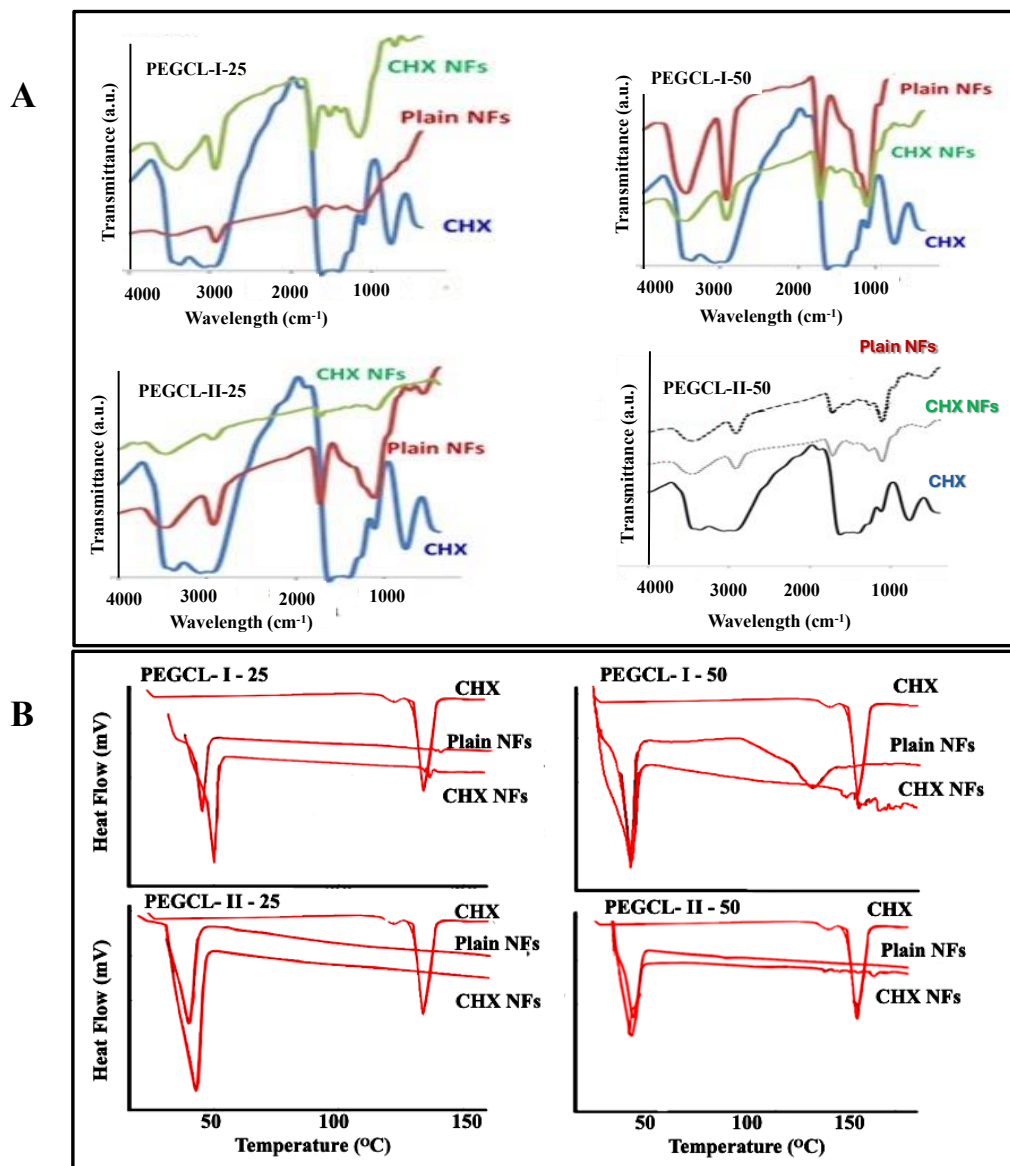 A
PEGCL-I-25
CHX NFs
Plain NFs
CHX
Transmittance (a.u.)
4000 3000 2000 1000
Wavelength (cm-1)
PEGCL-I-50
Plain NFs
CHX NFs
CHX
Transmittance (a.u.)
4000 3000 2000 1000
Wavelength (cm-1)
PEGCL-II-25
CHX NFs
Plain NFs
CHX
Transmittance (a.u.)
4000 3000 2000 1000
Wavelength (cm-1)
PEGCL-II-50
Plain NFs
CHX NFs
CHX
Transmittance (a.u.)
4000 3000 2000 1000
Wavelength (cm-1)
B
PEGCL- I - 25
CHX
Plain NFs
CHX NFs
Heat Flow (mV)
PEGCL- I - 50
CHX
Plain NFs
CHX NFs
PEGCL- II - 25
CHX
Plain NFs
CHX NFs
Heat Flow (mV)
50 100 150
Temperature (OC)
PEGCL- II - 50
CHX
Plain NFs
CHX NFs
50 100 150
Temperature (OC)